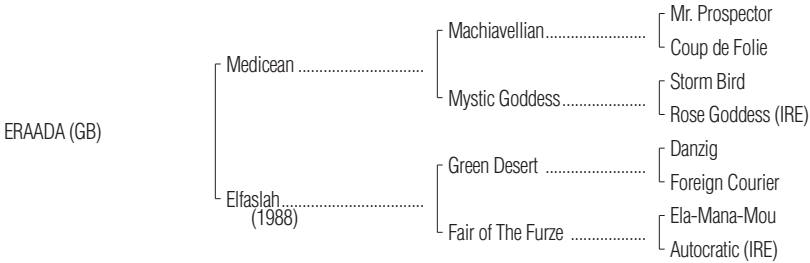 Mr. Prospector
Machiavellian........................
Coup de Folie
Medicean ..............................
Storm Bird
Mystic Goddess....................
Rose Goddess (IRE)
ERAADA (GB)
Danzig
Green Desert ........................
Foreign Courier
Elfaslah..................................
(1988)
Ela-Mana-Mou
Fair of The Furze ..................
Autocratic (IRE)